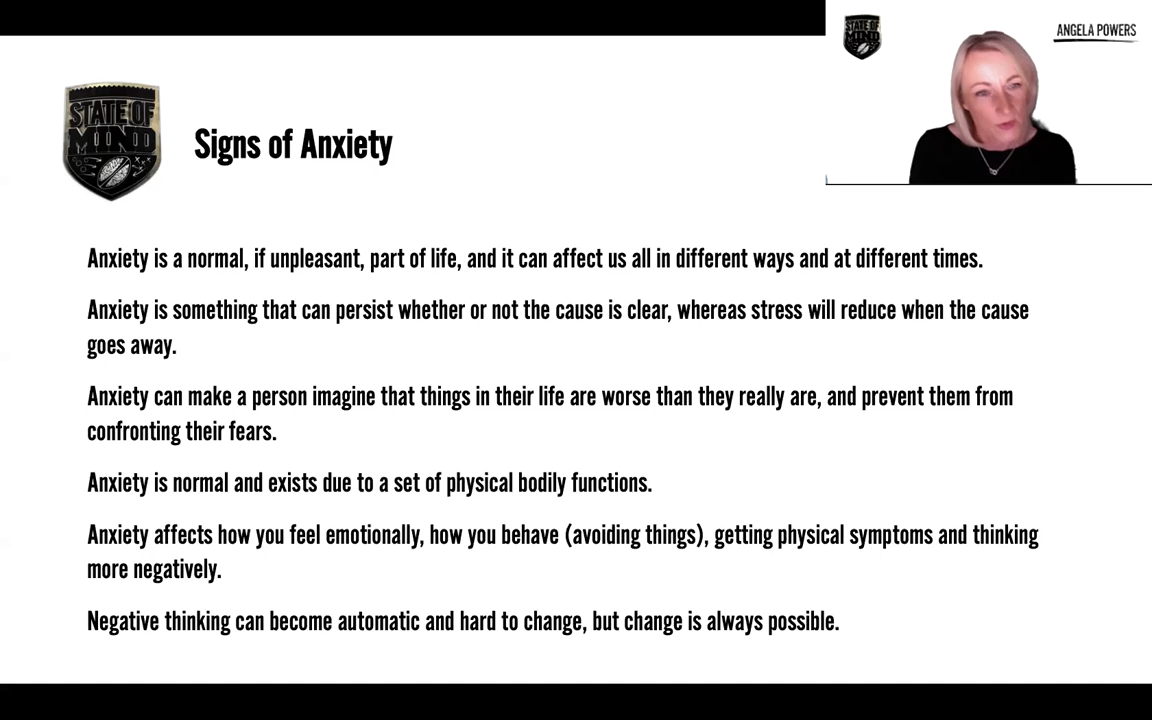 STATE OF
MIND
ANGELA POWERS
STATE OF
MIND
Signs of Anxiety
Anxiety is a normal, if unpleasant, part of life, and it can affect us all in different ways and at different times.
Anxiety is something that can persist whether or not the cause is clear, whereas stress will reduce when the cause
goes away.
Anxiety can make a person imagine that things in their life are worse than they really are, and prevent them from
confronting their fears.
Anxiety is normal and exists due to a set of physical bodily functions.
Anxiety affects how you feel emotionally, how you behave (avoiding things), getting physical symptoms and thinking
more negatively.
Negative thinking can become automatic and hard to change, but change is always possible.